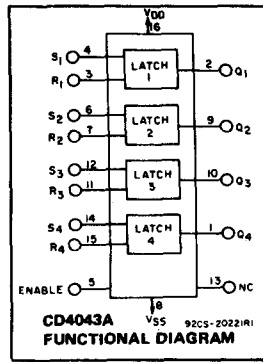 VDD
16
S1 4 LATCH 1 2 Q1
R1 3
S2 6 LATCH 2 9 Q2
R2 7
S3 12 LATCH 3 10 Q3
R3 11
S4 14 LATCH 4 1 Q4
R4 15
ENABLE 5 13 NC
8
VSS
CD4043A 92CS-20221R1
FUNCTIONAL DIAGRAM